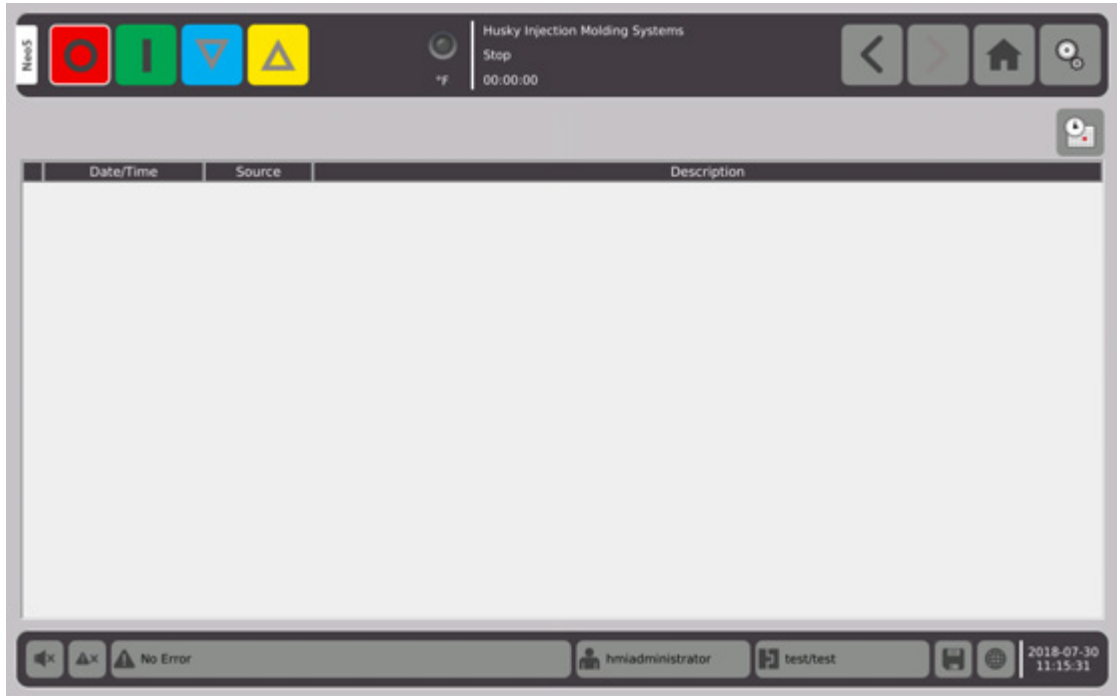 Neo5
Husky Injection Molding Systems
Stop
°F
00:00:00
Date/Time Source Description
No Error
hmiadministrator
test/test
2018-07-30
11:15:31